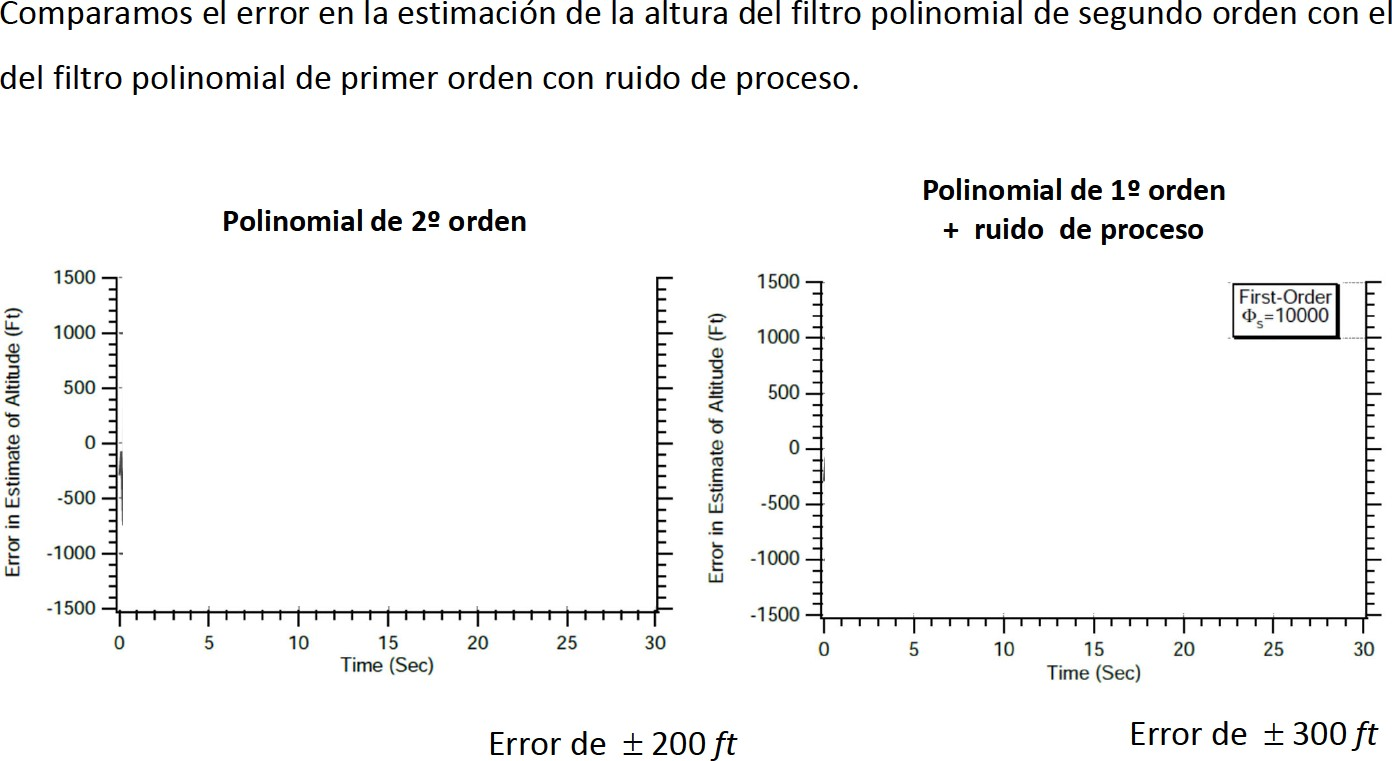 Comparamos el error en la estimación de la altura del filtro polinomial de segundo orden con el
del filtro polinomial de primer orden con ruido de proceso.
Polinomial de 2º orden
1500
1000
500
0
-500
-1000
-1500
Error in Estimate of Altitude (Ft)
0 5 10 15 20 25 30
Time (Sec)
Error de ± 200 ft
Polinomial de 1º orden
+ ruido de proceso
First-Order
Φs=10000
1500
1000
500
0
-500
-1000
-1500
Error in Estimate of Altitude (Ft)
0 5 10 15 20 25 30
Time (Sec)
Error de ± 300 ft